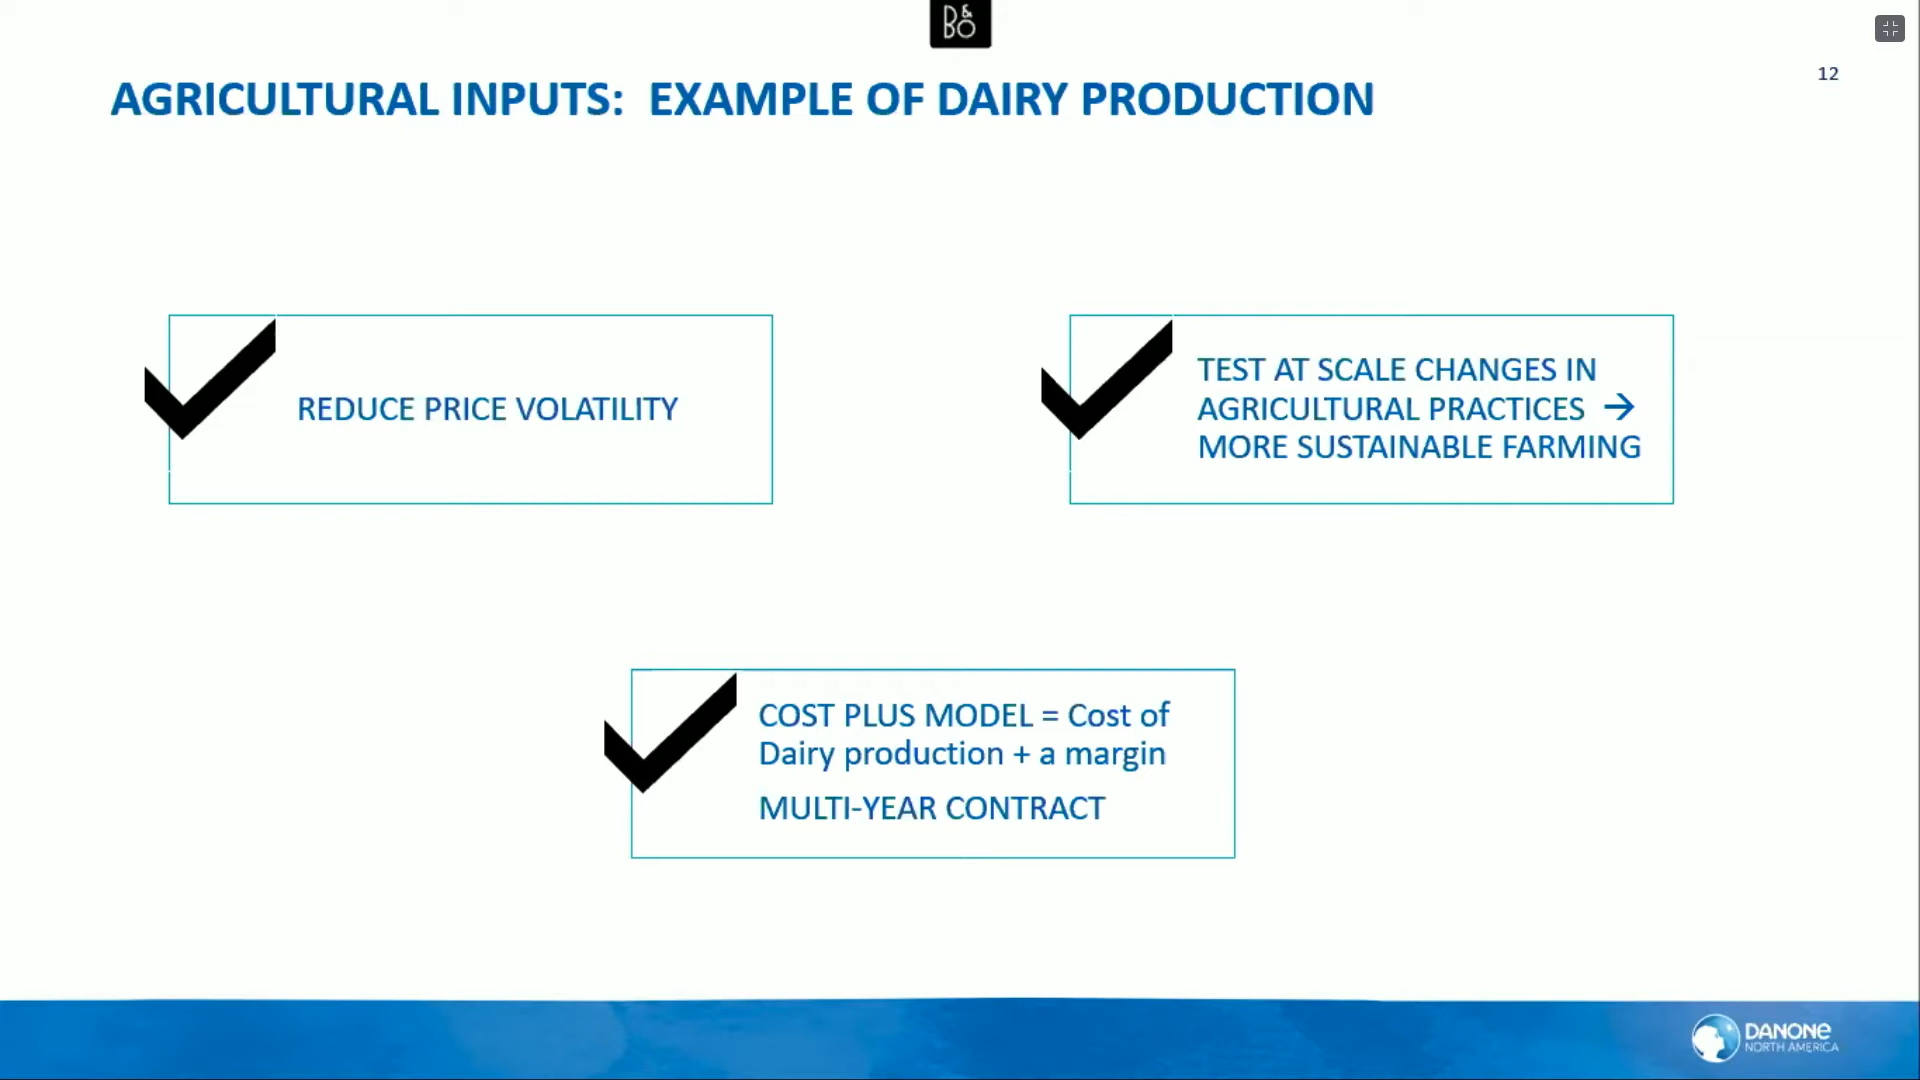 B&O
12
AGRICULTURAL INPUTS: EXAMPLE OF DAIRY PRODUCTION
REDUCE PRICE VOLATILITY
TEST AT SCALE CHANGES IN
AGRICULTURAL PRACTICES →
MORE SUSTAINABLE FARMING
COST PLUS MODEL = Cost of
Dairy production + a margin
MULTI-YEAR CONTRACT
DANONE
NORTH AMERICA